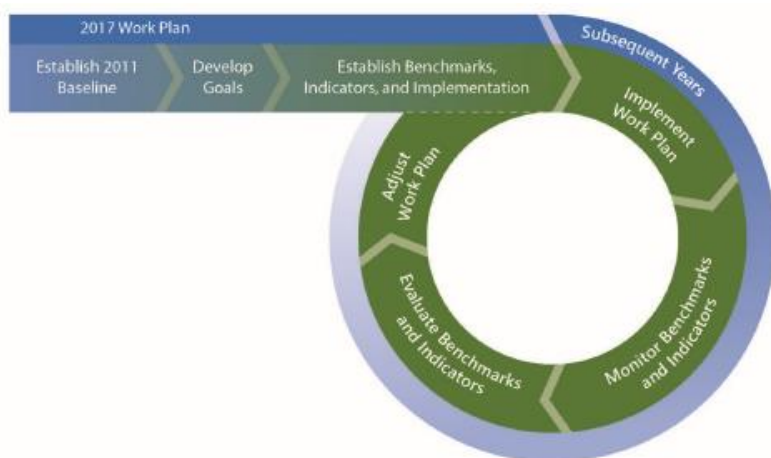 2017 Work Plan
Establish 2011
Baseline
Develop
Goals
Establish Benchmarks,
Indicators, and Implementation
Subsequent Years
Implement
Work Plan
Monitor Benchmarks
and Indicators
Evaluate Benchmarks
and Indicators
Adjust
Work Plan